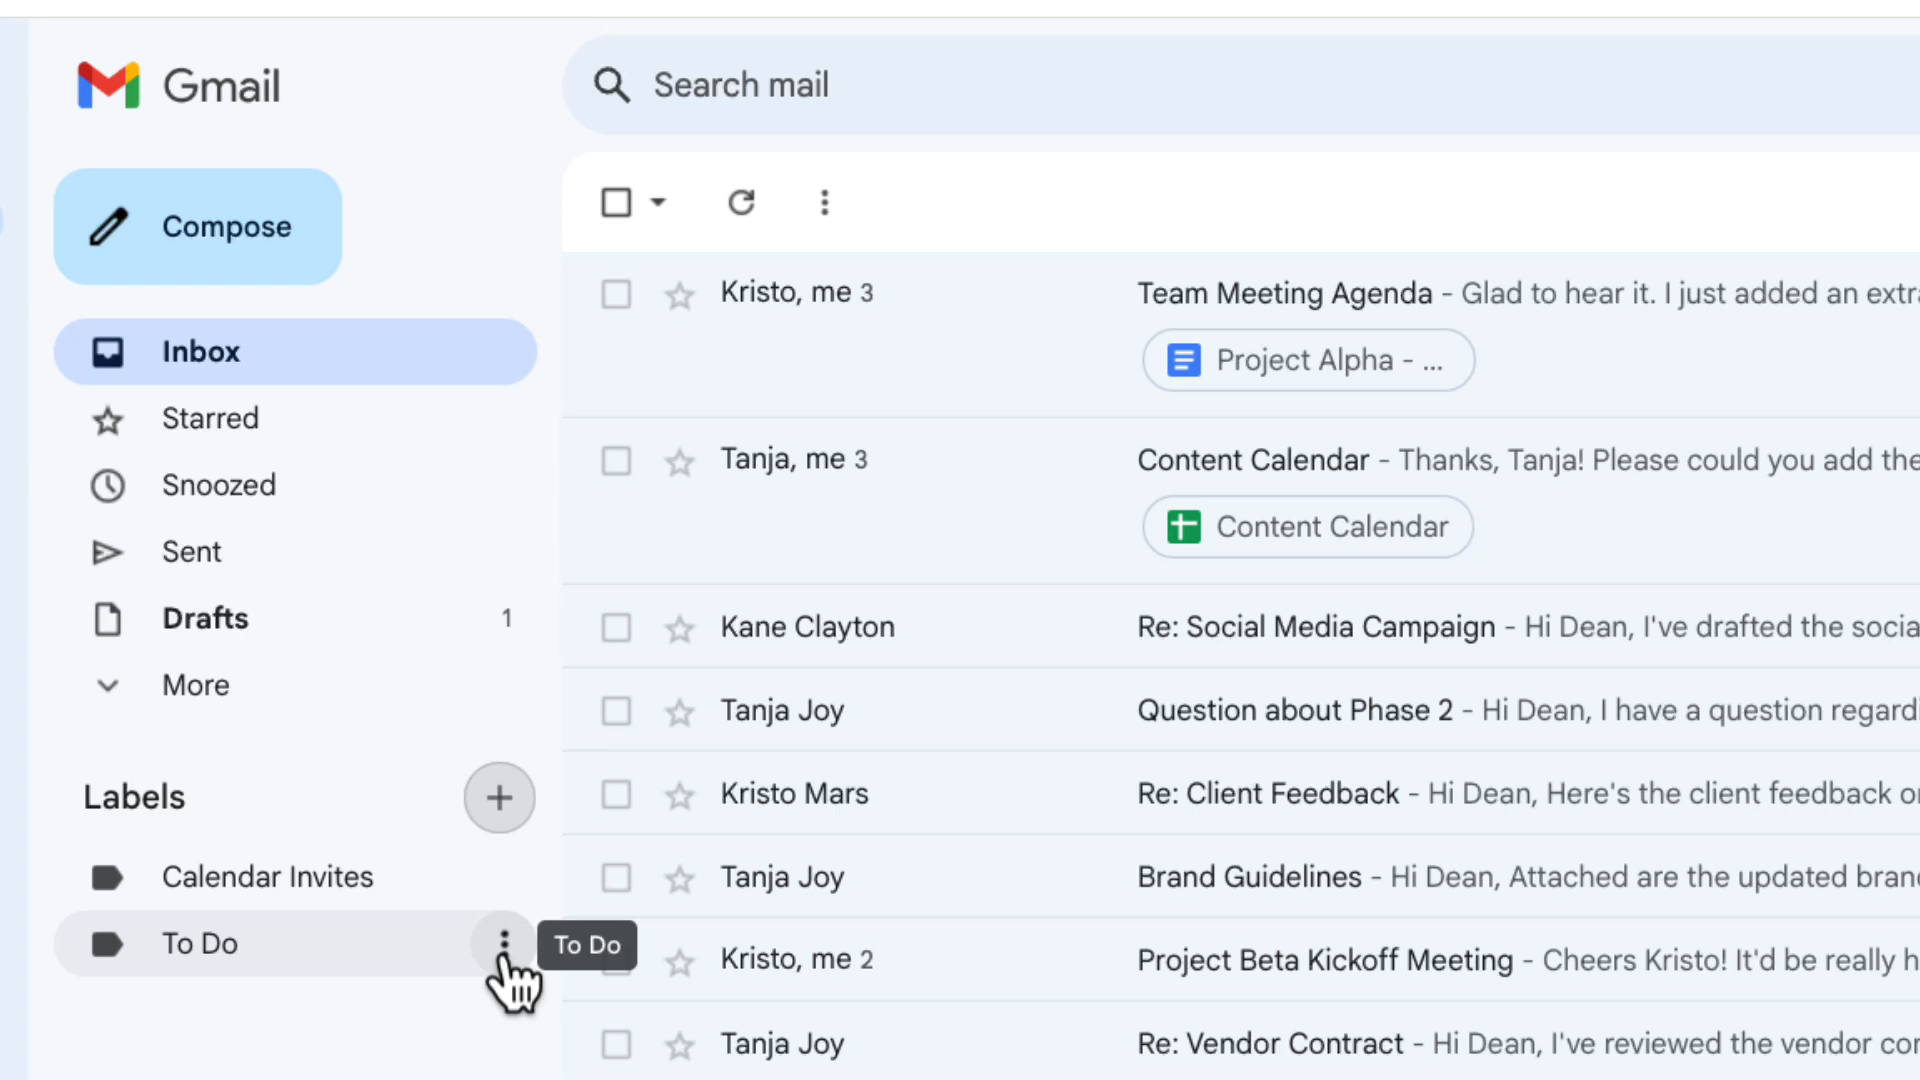 Gmail
Search mail
Compose
Inbox
Starred
Snoozed
Sent
Drafts 1
More
Labels
Calendar Invites
To Do
To Do
Kristo, me 3 Team Meeting Agenda - Glad to hear it. I just added an extra
Project Alpha - ...
Tanja, me 3 Content Calendar - Thanks, Tanja! Please could you add the
Content Calendar
Kane Clayton Re: Social Media Campaign - Hi Dean, I've drafted the socia
Tanja Joy Question about Phase 2 - Hi Dean, I have a question regardi
Kristo Mars Re: Client Feedback - Hi Dean, Here's the client feedback o
Tanja Joy Brand Guidelines - Hi Dean, Attached are the updated bran
Kristo, me 2 Project Beta Kickoff Meeting - Cheers Kristo! It'd be really h
Tanja Joy Re: Vendor Contract - Hi Dean, I've reviewed the vendor co